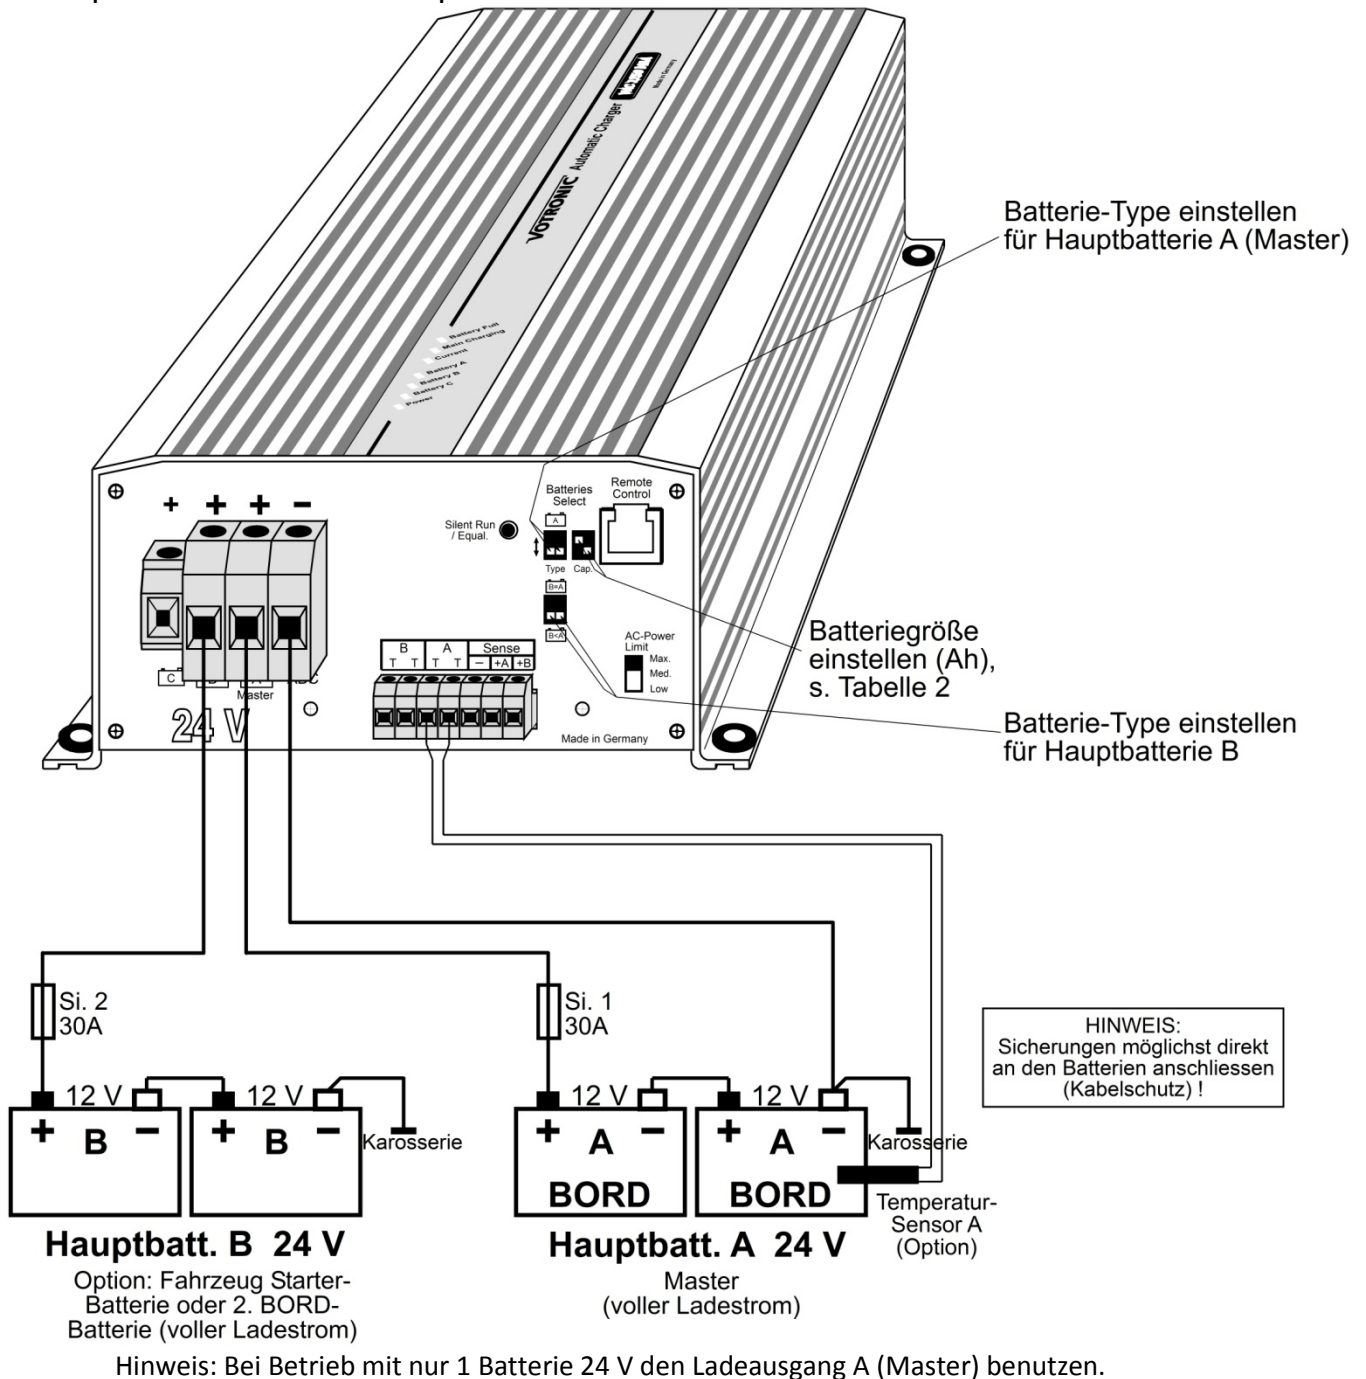 VOTRONIC Automatic Charger
Made in Germany
Battery Full
Main Charging
Current
Battery A
Battery B
Battery C
Power
Batterie-Type einstellen
für Hauptbatterie A (Master)
+ + + −
Silent Run
/ Equal.
Batteries
Select
Remote
Control
A
Type Cap.
B=A
B<A
AC-Power
Limit
Max.
Med.
Low
Batteriegröße
einstellen (Ah),
s. Tabelle 2
Batterie-Type einstellen
für Hauptbatterie B
B A Sense
T T T T − +A +B
C
Master
24 V
Made in Germany
Si. 2
30A
Si. 1
30A
HINWEIS:
Sicherungen möglichst direkt
an den Batterien anschliessen
(Kabelschutz) !
12 V 12 V 12 V 12 V
+ B − + B − Karosserie
+ A − + A − Karosserie
BORD BORD
Temperatur-
Sensor A
(Option)
Hauptbatt. B 24 V
Option: Fahrzeug Starter-
Batterie oder 2. BORD-
Batterie (voller Ladestrom)
Hauptbatt. A 24 V
Master
(voller Ladestrom)
Hinweis: Bei Betrieb mit nur 1 Batterie 24 V den Ladeausgang A (Master) benutzen.